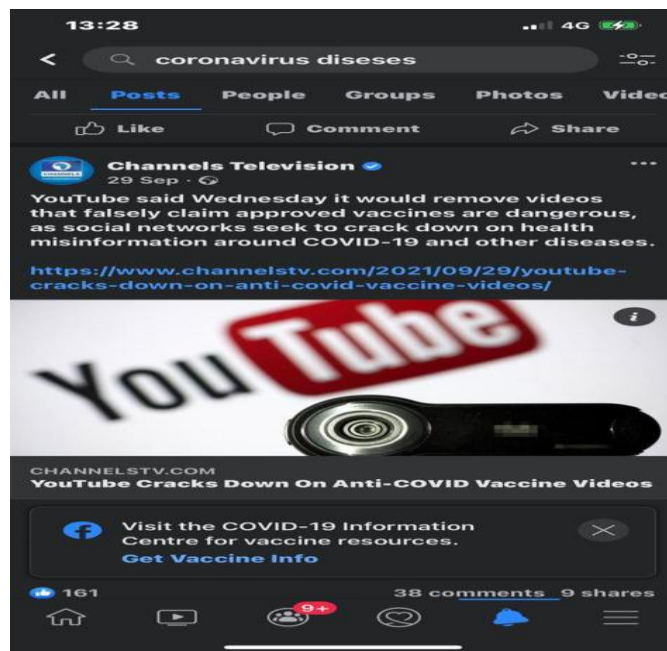 13:28
4G
coronavirus diseses
All Posts People Groups Photos Video
Like Comment Share
Channels Television
29 Sep ·
YouTube said Wednesday it would remove videos
that falsely claim approved vaccines are dangerous,
as social networks seek to crack down on health
misinformation around COVID-19 and other diseases.
https://www.channelstv.com/2021/09/29/youtube-
cracks-down-on-anti-covid-vaccine-videos/
YouTube
CHANNELSTV.COM
YouTube Cracks Down On Anti-COVID Vaccine Videos
Visit the COVID-19 Information
Centre for vaccine resources.
Get Vaccine Info
161 38 comments 9 shares
9+